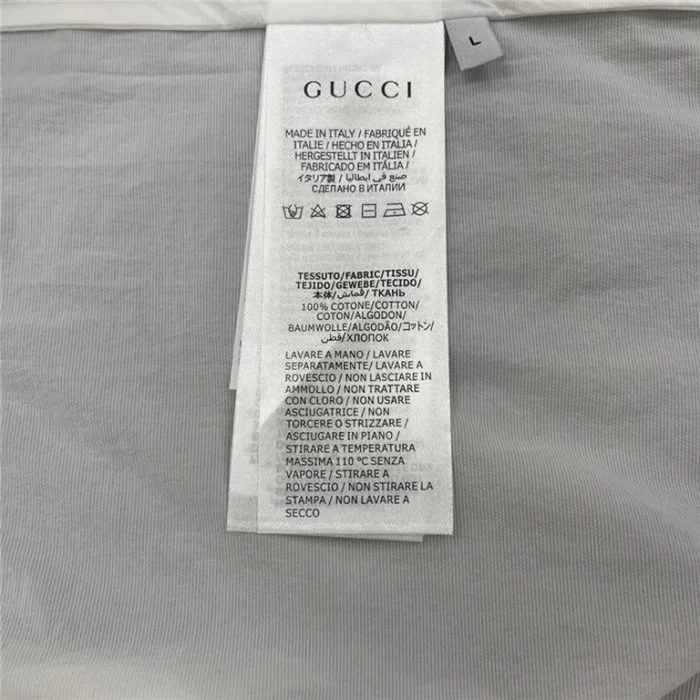 L
GUCCI
MADE IN ITALY / FABRIQUÉ EN
ITALIE / HECHO EN ITALIA /
HERGESTELLT IN ITALIEN /
FABRICADO EM ITÁLIA /
イタリア製 / صنع في ايطاليا /
СДЕЛАНО В ИТАЛИИ
TESSUTO/FABRIC/TISSU/
TEJIDO/GEWEBE/TECIDO/
本体/قماش/ ТКАНЬ
100% COTONE/COTTON/
COTON/ALGODON/
BAUMWOLLE/ALGODÃO/コットン/
قطن/ХЛОПОК
LAVARE A MANO / LAVARE
SEPARATAMENTE/ LAVARE A
ROVESCIO / NON LASCIARE IN
AMMOLLO / NON TRATTARE
CON CLORO / NON USARE
ASCIUGATRICE / NON
TORCERE O STRIZZARE /
ASCIUGARE IN PIANO /
STIRARE A TEMPERATURA
MASSIMA 110 °C SENZA
VAPORE / STIRARE A
ROVESCIO / NON STIRARE LA
STAMPA / NON LAVARE A
SECCO